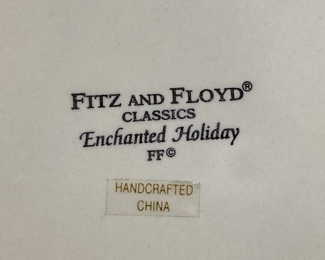 FITZ AND FLOYD®
CLASSICS
Enchanted Holiday
FF©
HANDCRAFTED
CHINA